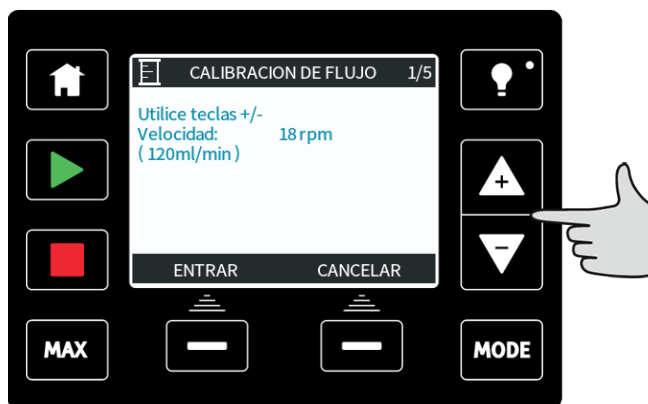 CALIBRACION DE FLUJO 1/5
Utilice teclas +/-
Velocidad: 18 rpm
( 120ml/min )
+
-
ENTRAR CANCELAR
MAX
MODE